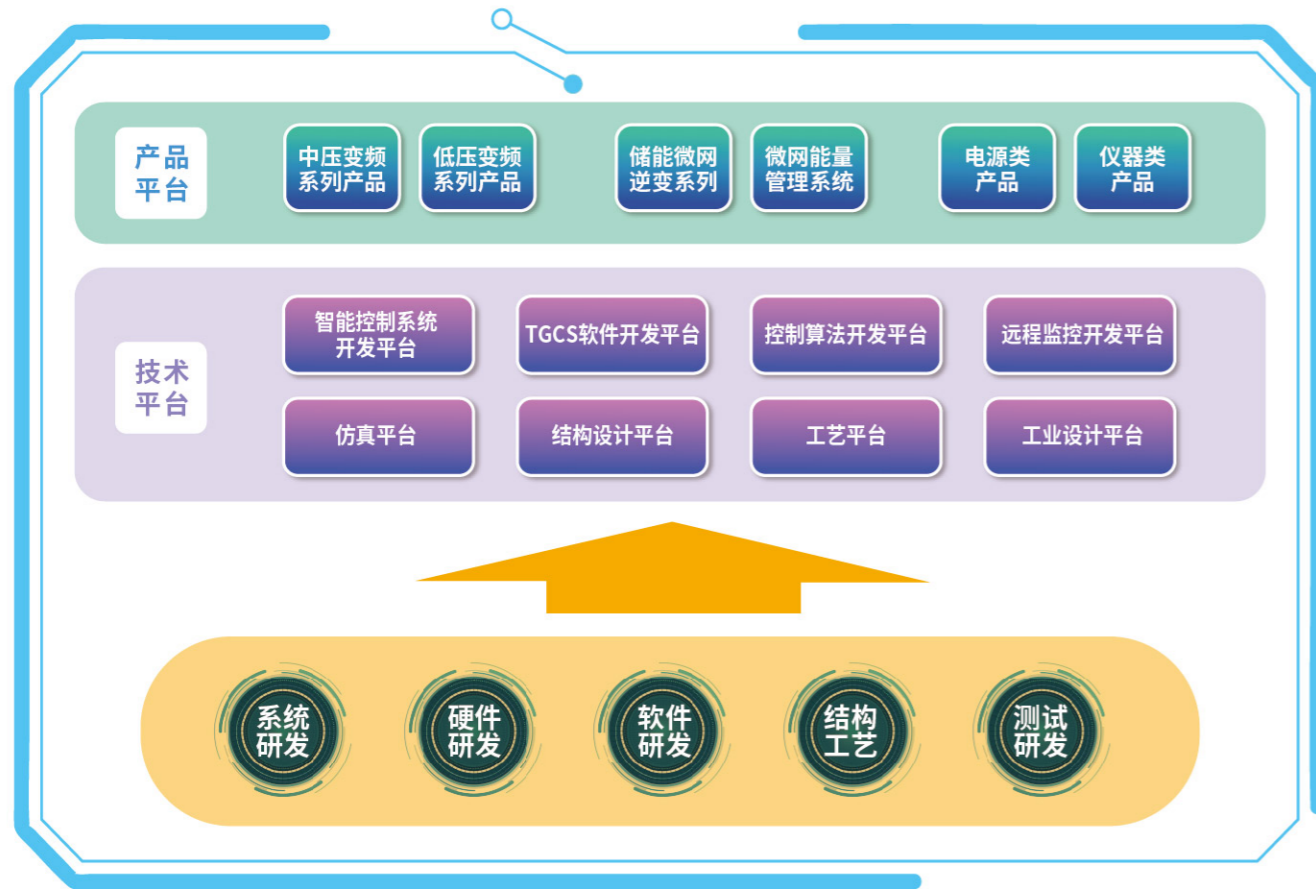 产品
平台
中压变频
系列产品
低压变频
系列产品
储能微网
逆变系列
微网能量
管理系统
电源类
产品
仪器类
产品
技术
平台
智能控制系统
开发平台
TGCS软件开发平台
控制算法开发平台
远程监控开发平台
仿真平台
结构设计平台
工艺平台
工业设计平台
系统
研发
硬件
研发
软件
研发
结构
工艺
测试
研发